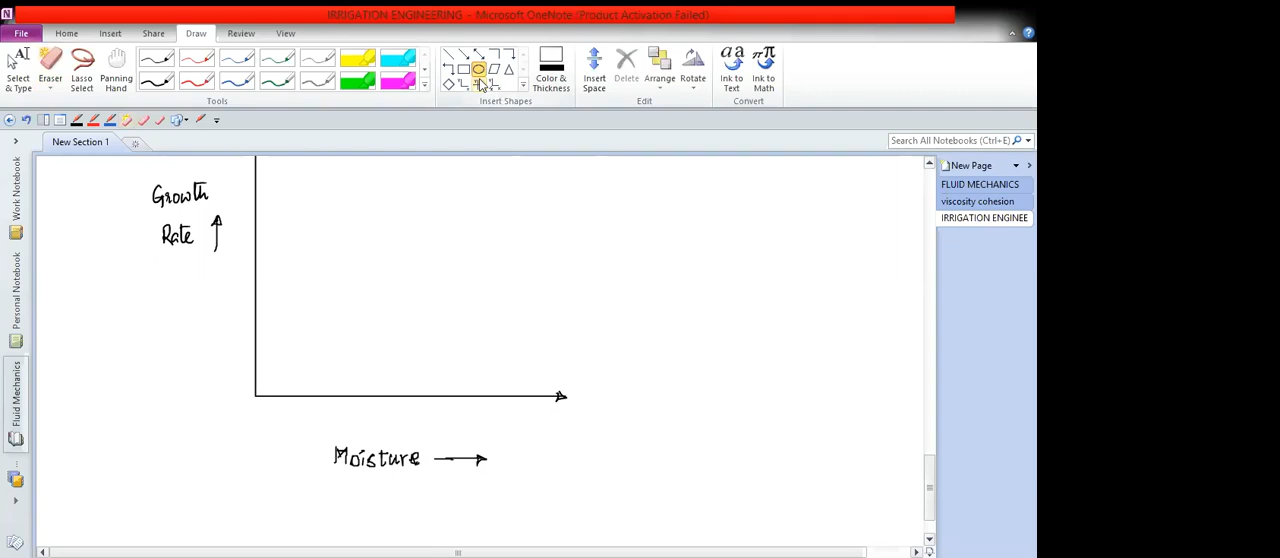 IRRIGATION ENGINEERING - Microsoft OneNote (Product Activation Failed)
File Home Insert Share Draw Review View
Select & Type
Eraser
Lasso Select
Panning Hand
Color & Thickness
Insert Space
Delete
Arrange
Rotate
Ink to Text
Ink to Math
Tools
Insert Shapes
Edit
Convert
New Section 1
Search All Notebooks (Ctrl+E)
New Page
FLUID MECHANICS
viscosity cohesion
IRRIGATION ENGINEE
Work Notebook
Personal Notebook
Fluid Mechanics
Growth
Rate
Moisture